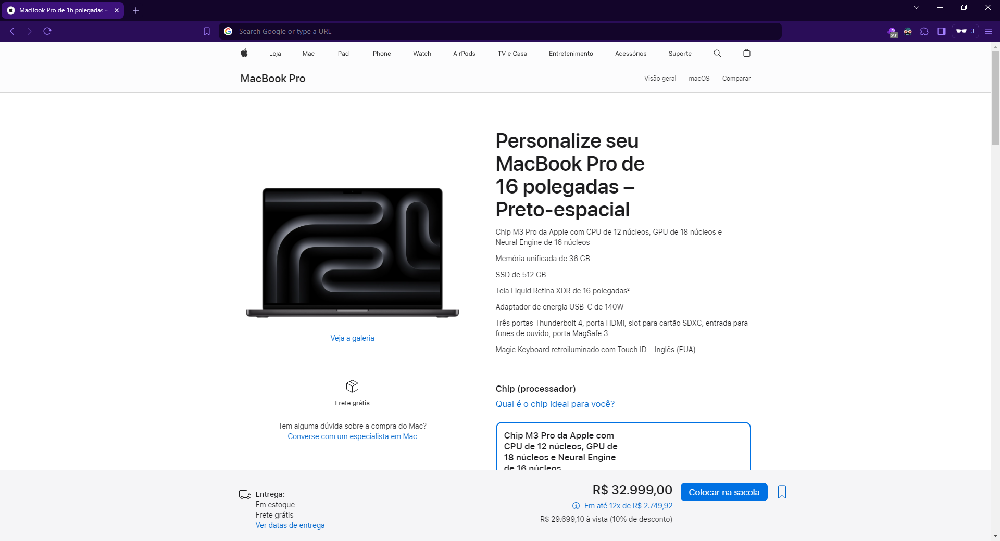 MacBook Pro de 16 polegadas -
Search Google or type a URL
27
3
Loja
Mac
iPad
iPhone
Watch
AirPods
TV e Casa
Entretenimento
Acessórios
Suporte
MacBook Pro
Visão geral
macOS
Comparar
Personalize seu
MacBook Pro de
16 polegadas –
Preto-espacial
Chip M3 Pro da Apple com CPU de 12 núcleos, GPU de 18 núcleos e
Neural Engine de 16 núcleos
Memória unificada de 36 GB
SSD de 512 GB
Tela Liquid Retina XDR de 16 polegadas²
Adaptador de energia USB-C de 140W
Três portas Thunderbolt 4, porta HDMI, slot para cartão SDXC, entrada para
fones de ouvido, porta MagSafe 3
Magic Keyboard retroiluminado com Touch ID – Inglês (EUA)
Veja a galeria
Frete grátis
Tem alguma dúvida sobre a compra do Mac?
Converse com um especialista em Mac
Chip (processador)
Qual é o chip ideal para você?
Chip M3 Pro da Apple com
CPU de 12 núcleos, GPU de
18 núcleos e Neural Engine
de 16 núcleos
Entrega:
Em estoque
Frete grátis
Ver datas de entrega
R$ 32.999,00
Em até 12x de R$ 2.749,92
R$ 29.699,10 à vista (10% de desconto)
Colocar na sacola